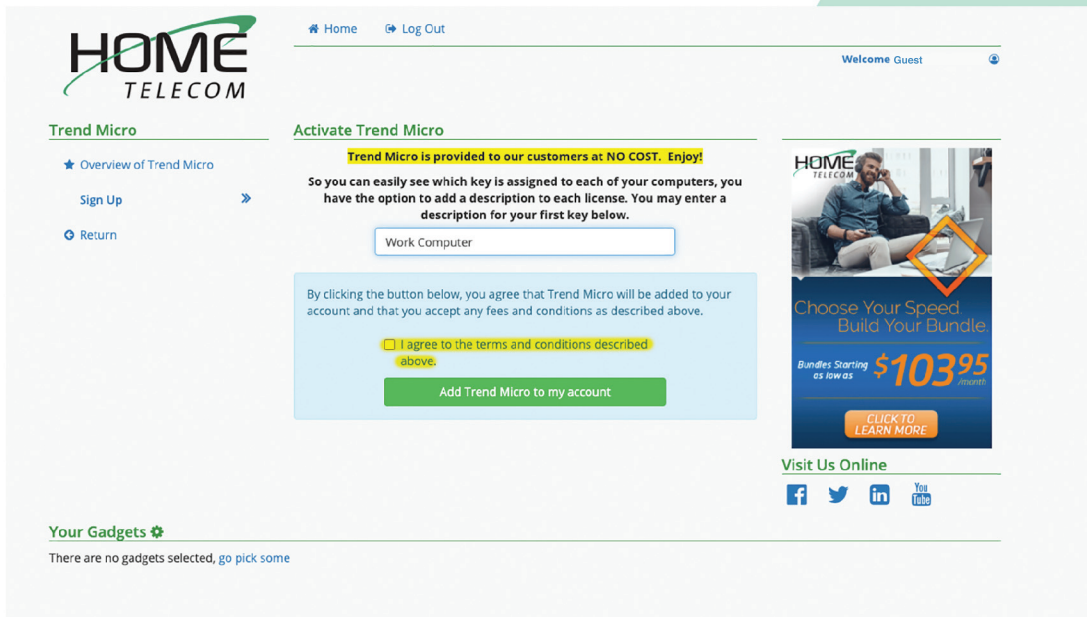 HOME
TELECOM
Home
Log Out
Welcome Guest
Trend Micro
Overview of Trend Micro
Sign Up
Return
Activate Trend Micro
Trend Micro is provided to our customers at NO COST. Enjoy!
So you can easily see which key is assigned to each of your computers, you
have the option to add a description to each license. You may enter a
description for your first key below.
Work Computer
By clicking the button below, you agree that Trend Micro will be added to your
account and that you accept any fees and conditions as described above.
I agree to the terms and conditions described
above.
Add Trend Micro to my account
HOME
TELECOM
Choose Your Speed.
Build Your Bundle.
Bundles Starting
as low as
$10395
/month
CLICK TO
LEARN MORE
Visit Us Online
You
Tube
Your Gadgets
There are no gadgets selected, go pick some